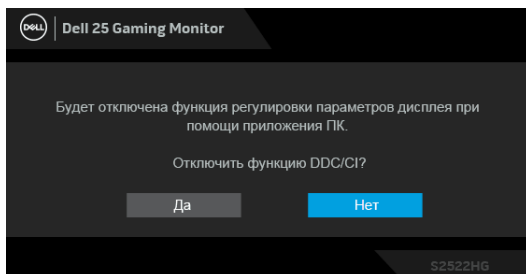 DELL | Dell 25 Gaming Monitor
Будет отключена функция регулировки параметров дисплея при
помощи приложения ПК.
Отключить функцию DDC/CI?
Да Нет
S2522HG